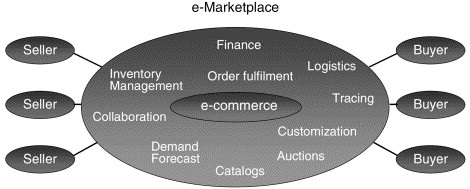 e-Marketplace
Seller
Finance
Buyer
Inventory
Management
Order fulfilment
Logistics
Seller
e-commerce
Tracing
Buyer
Collaboration
Customization
Seller
Demand
Forecast
Auctions
Buyer
Catalogs